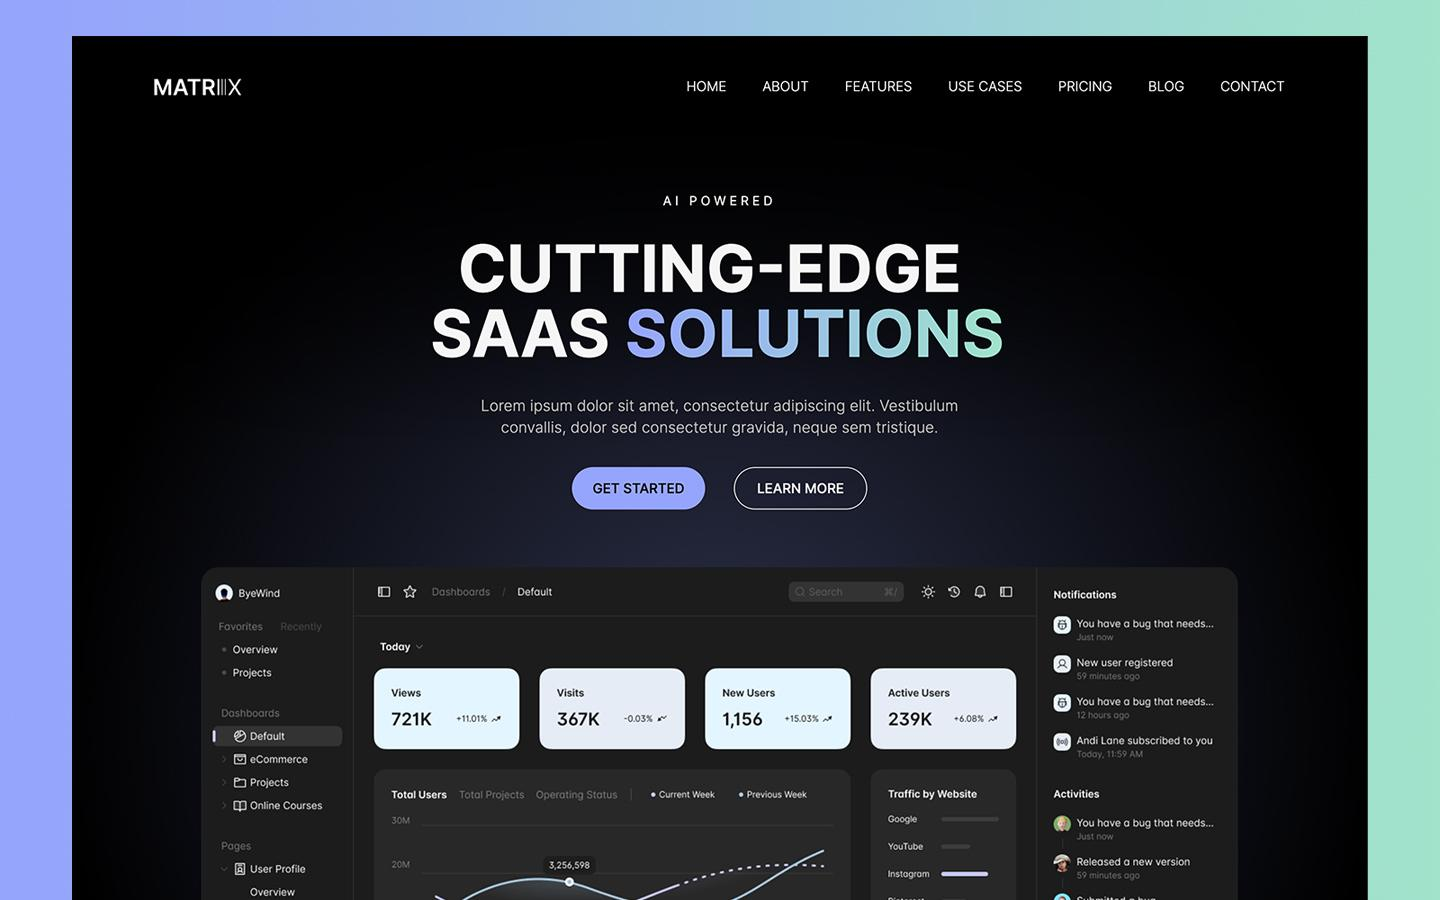 MATRIIIX
HOME
ABOUT
FEATURES
USE CASES
PRICING
BLOG
CONTACT
AI POWERED
CUTTING-EDGE
SAAS SOLUTIONS
Lorem ipsum dolor sit amet, consectetur adipiscing elit. Vestibulum
convallis, dolor sed consectetur gravida, neque sem tristique.
GET STARTED
LEARN MORE
ByeWind
Favorites
Recently
Overview
Projects
Dashboards
Default
eCommerce
Projects
Online Courses
Pages
User Profile
Overview
Dashboards / Default
Search
⌘/
Today
Views
721K
+11.01%
Visits
367K
-0.03%
New Users
1,156
+15.03%
Active Users
239K
+6.08%
Total Users
Total Projects
Operating Status
Current Week
Previous Week
30M
20M
3,256,598
Traffic by Website
Google
YouTube
Instagram
Pinterest
Notifications
You have a bug that needs...
Just now
New user registered
59 minutes ago
You have a bug that needs...
12 hours ago
Andi Lane subscribed to you
Today, 11:59 AM
Activities
You have a bug that needs...
Just now
Released a new version
59 minutes ago
Submitted a bug